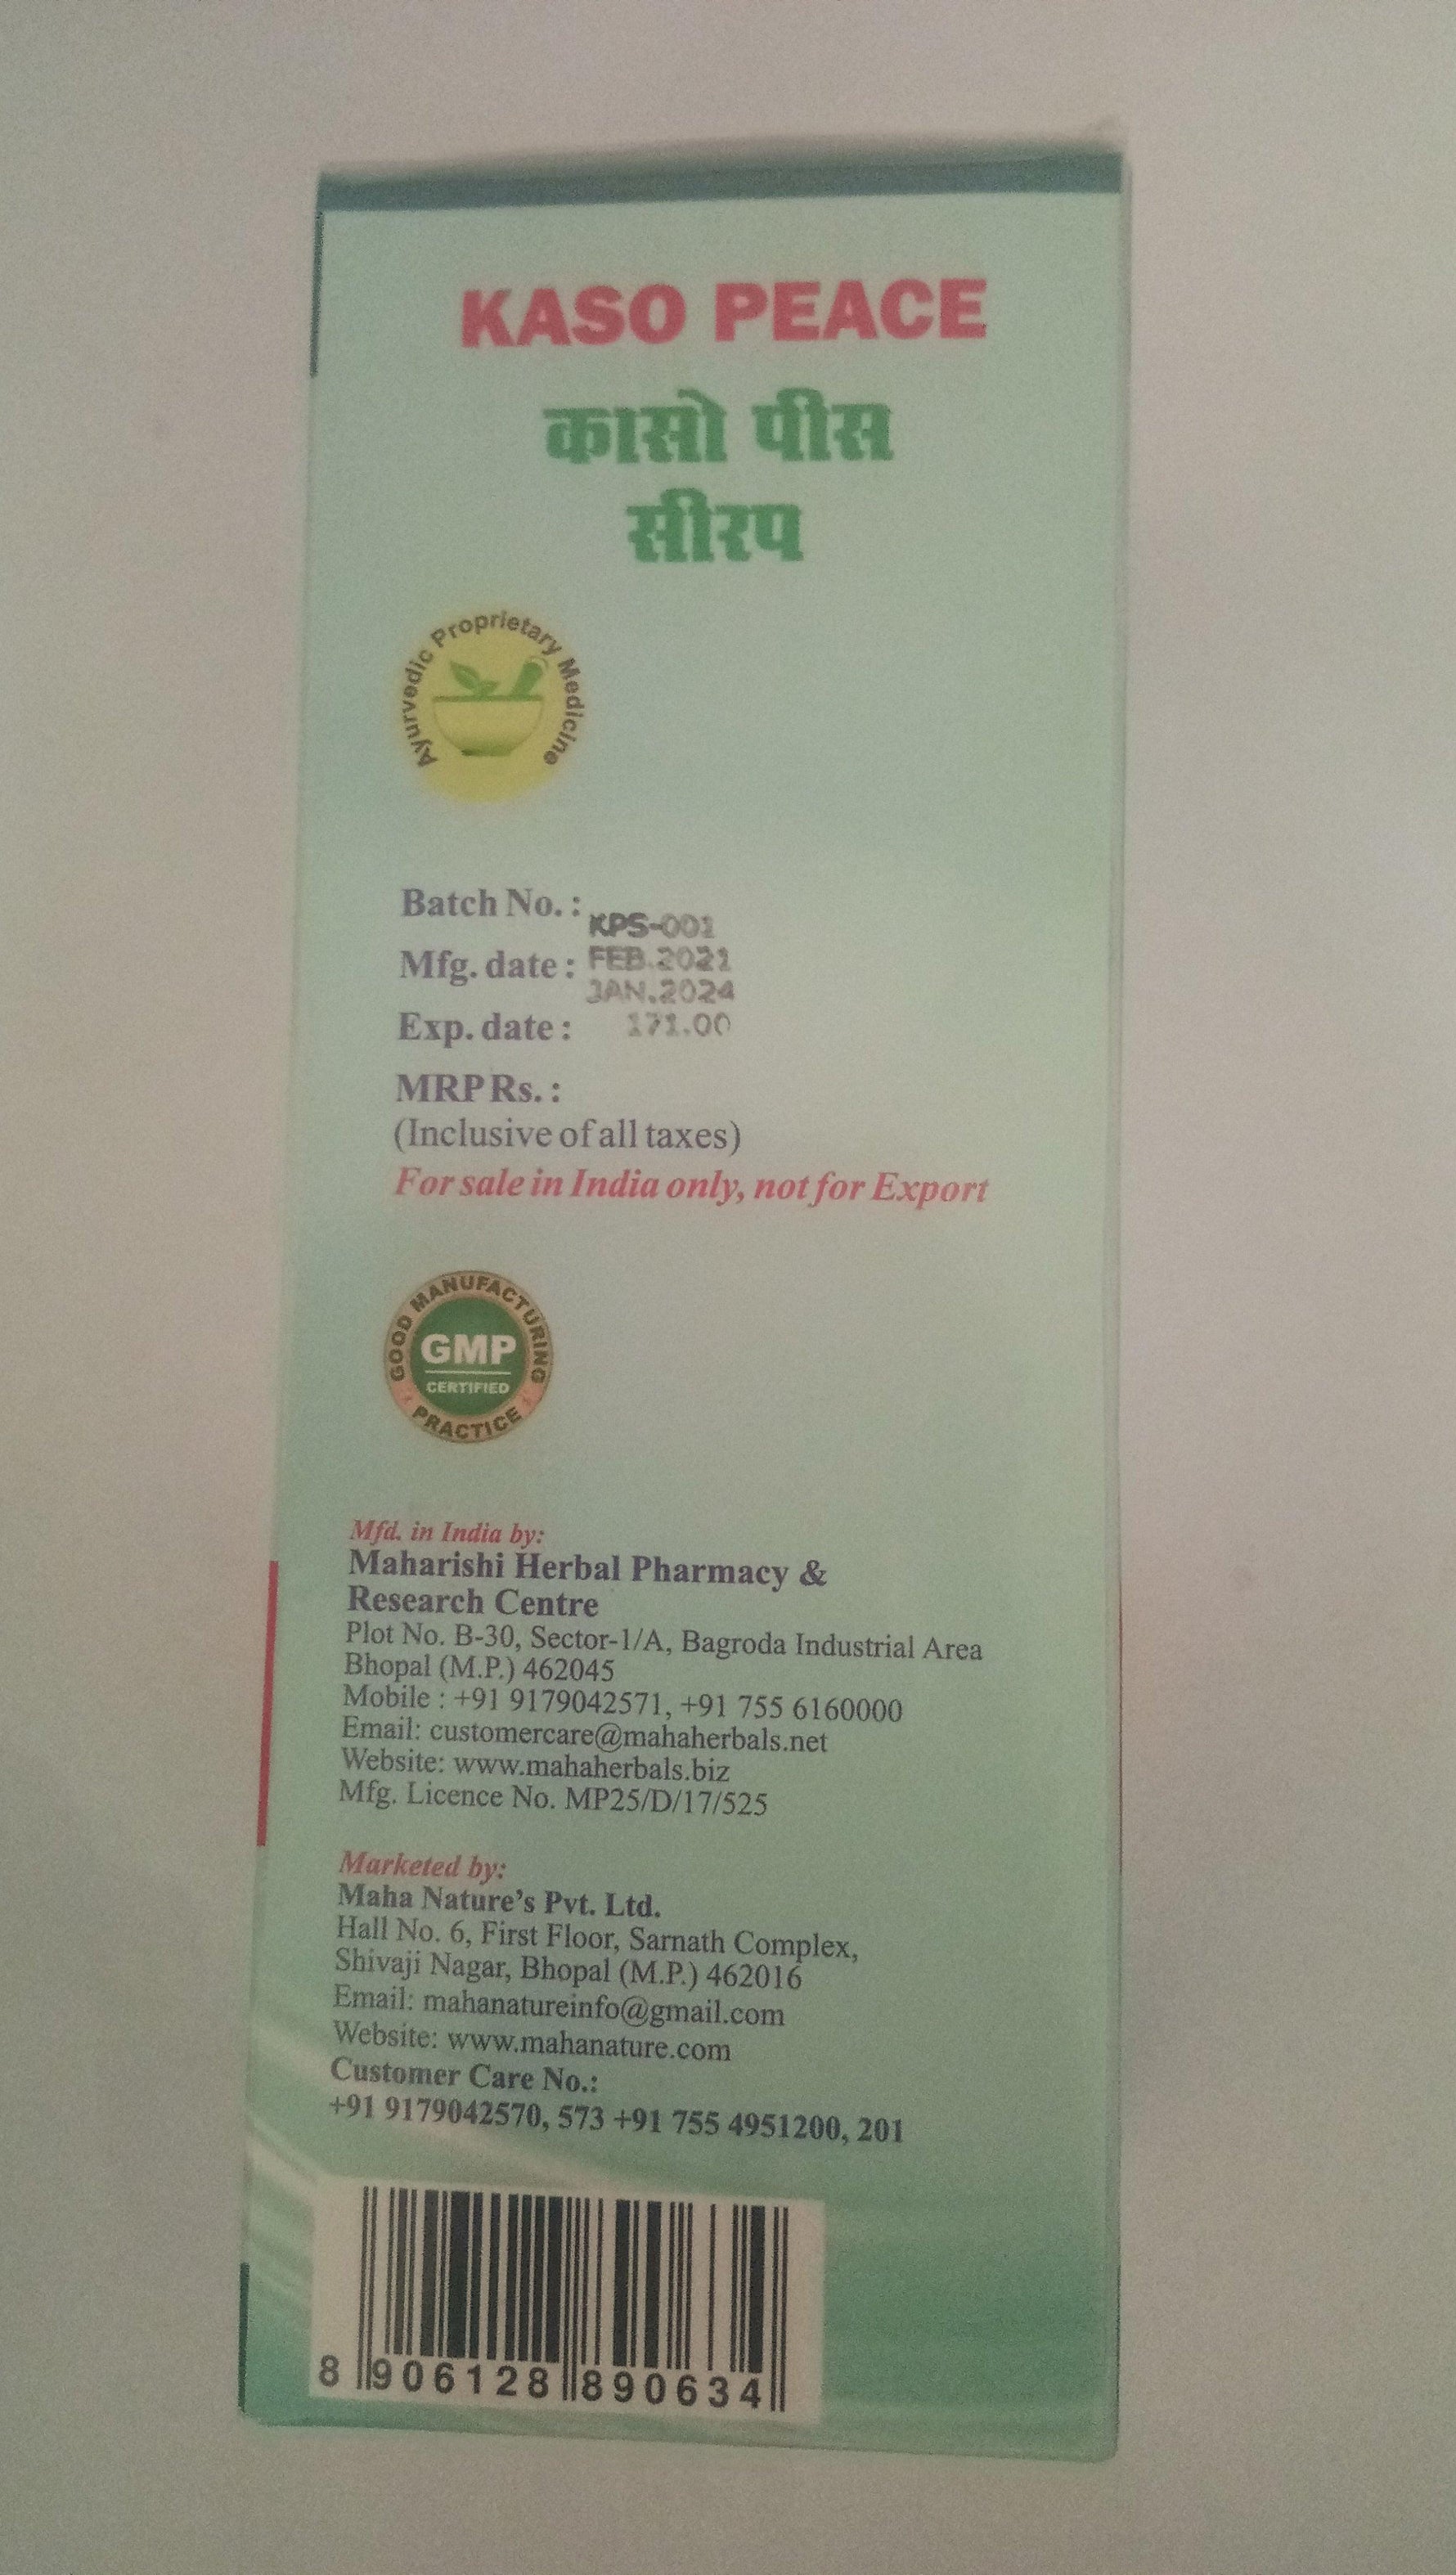 KASO PEACE
कासो पीस
सीरप
Ayurvedic Proprietary Medicine
Batch No. : KPS-001
Mfg. date : FEB.2021
JAN.2024
Exp. date : 171.00
MRP Rs. :
(Inclusive of all taxes)
For sale in India only, not for Export
GOOD MANUFACTURING
GMP
CERTIFIED
PRACTICE
Mfd. in India by:
Maharishi Herbal Pharmacy &
Research Centre
Plot No. B-30, Sector-1/A, Bagroda Industrial Area
Bhopal (M.P.) 462045
Mobile : +91 9179042571, +91 755 6160000
Email: customercare@mahaherbals.net
Website: www.mahaherbals.biz
Mfg. Licence No. MP25/D/17/525
Marketed by:
Maha Nature's Pvt. Ltd.
Hall No. 6, First Floor, Sarnath Complex,
Shivaji Nagar, Bhopal (M.P.) 462016
Email: mahanatureinfo@gmail.com
Website: www.mahanature.com
Customer Care No.:
+91 9179042570, 573 +91 755 4951200, 201
8 906128 890634